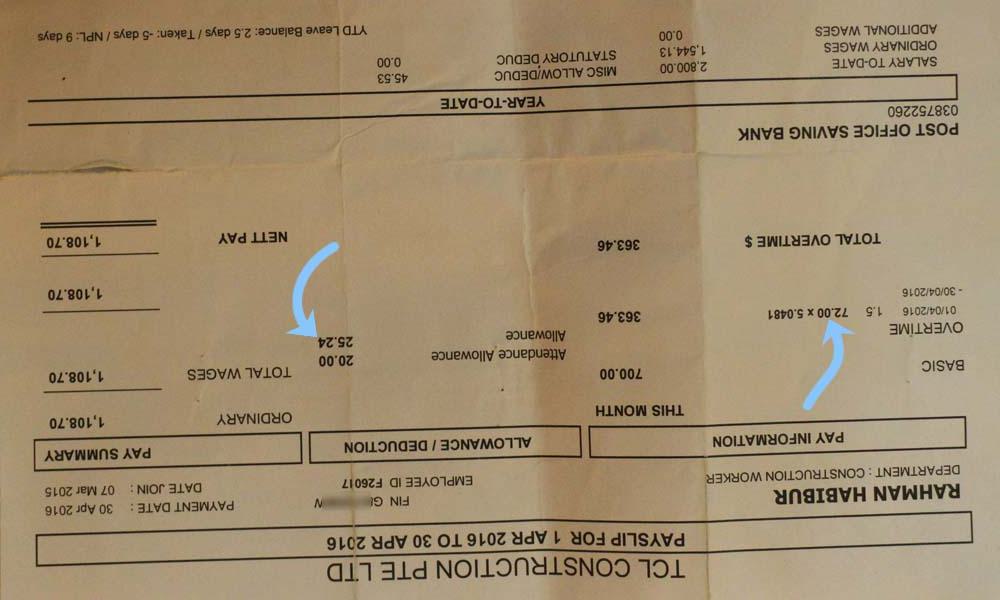 TCL CONSTRUCTION PTE LTD
PAYSLIP FOR 1 APR 2016 TO 30 APR 2016
RAHMAN HABIBUR
DEPARTMENT : CONSTRUCTION WORKER
FIN G8 W
EMPLOYEE ID F26017
PAYMENT DATE : 30 Apr 2016
DATE JOIN : 07 Mar 2015
PAY INFORMATION
THIS MONTH
BASIC 700.00
OVERTIME
01/04/2016 1.5 72.00 x 5.0481 363.46
- 30/04/2016
TOTAL OVERTIME $ 363.46
ALLOWANCE / DEDUCTION
Attendance Allowance 20.00
Allowance 25.24
PAY SUMMARY
ORDINARY 1,108.70
TOTAL WAGES 1,108.70
1,108.70
NETT PAY 1,108.70
POST OFFICE SAVING BANK
038752260
YEAR-TO-DATE
SALARY TO-DATE 2,800.00 MISC ALLOW/DEDUC 45.53
ORDINARY WAGES 1,544.13 STATUTORY DEDUC 0.00
ADDITIONAL WAGES 0.00
YTD Leave Balance: 2.5 days / Taken: -5 days / NPL: 9 days